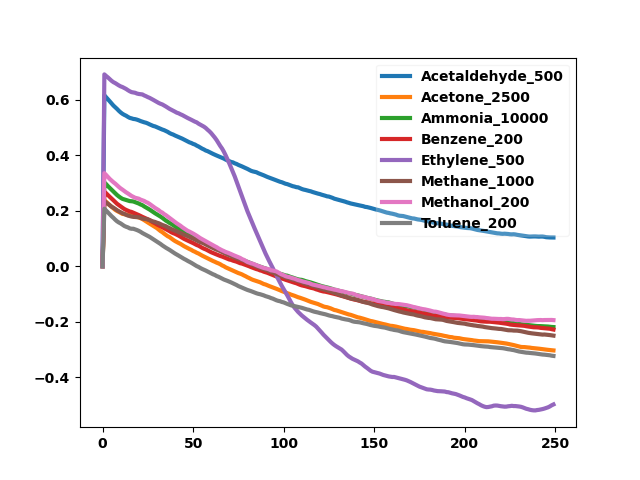 Acetaldehyde_500
Acetone_2500
Ammonia_10000
Benzene_200
Ethylene_500
Methane_1000
Methanol_200
Toluene_200
0.6
0.4
0.2
0.0
−0.2
−0.4
0 50 100 150 200 250